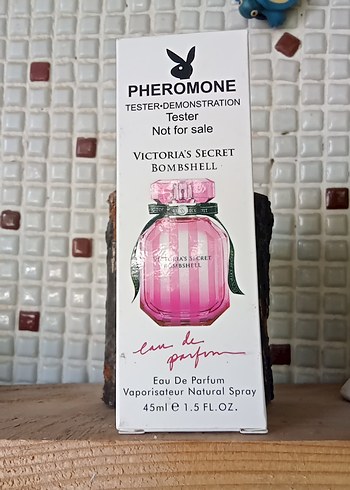 PHEROMONE
TESTER•DEMONSTRATION
Tester
Not for sale
VICTORIA'S SECRET
BOMBSHELL
VICTORIA'S SECRET
BOMBSHELL
eau de
parfum
Eau De Parfum
Vaporisateur Natural Spray
45ml ℮ 1.5 FL.OZ.